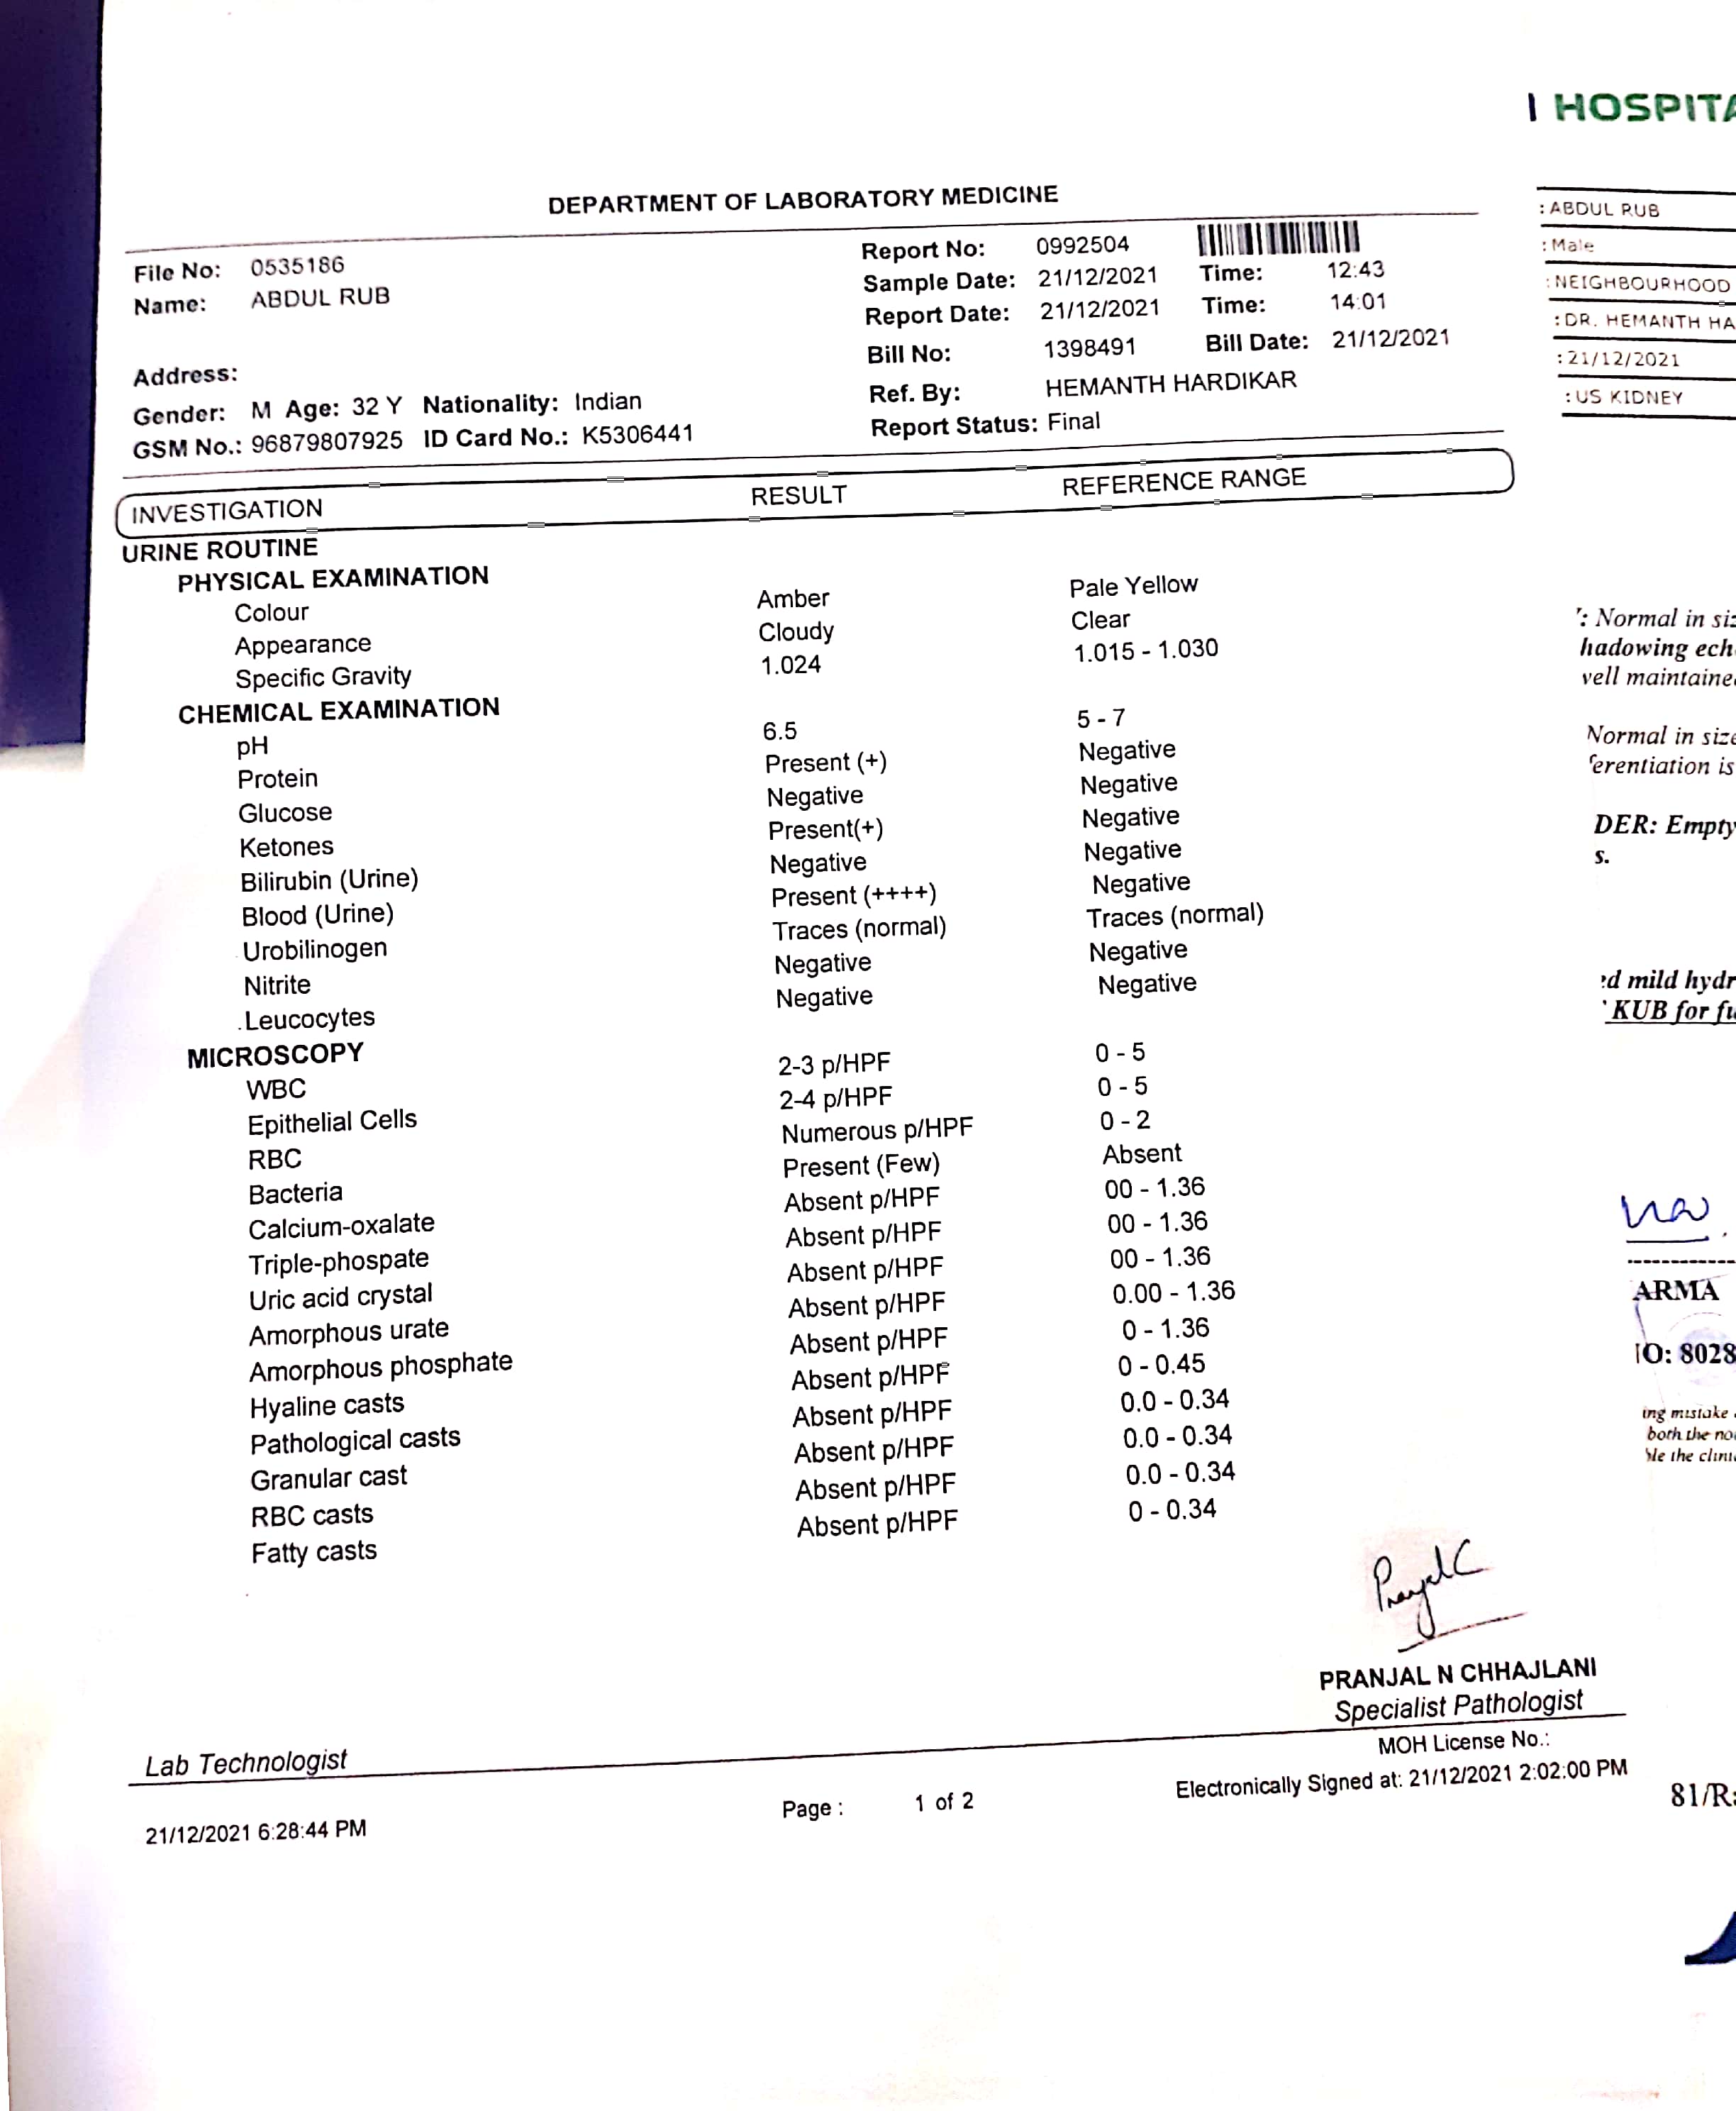 DEPARTMENT OF LABORATORY MEDICINE
File No: 0535186
Name: ABDUL RUB
Address:
Gender: M Age: 32 Y Nationality: Indian
GSM No.: 96879807925 ID Card No.: K5306441
Report No: 0992504
Sample Date: 21/12/2021 Time: 12:43
Report Date: 21/12/2021 Time: 14:01
Bill No: 1398491 Bill Date: 21/12/2021
Ref. By: HEMANTH HARDIKAR
Report Status: Final
INVESTIGATION RESULT REFERENCE RANGE
URINE ROUTINE
PHYSICAL EXAMINATION
Colour Amber Pale Yellow
Appearance Cloudy Clear
Specific Gravity 1.024 1.015 - 1.030
CHEMICAL EXAMINATION
pH 6.5 5 - 7
Protein Present (+) Negative
Glucose Negative Negative
Ketones Present(+) Negative
Bilirubin (Urine) Negative Negative
Blood (Urine) Present (++++) Negative
Urobilinogen Traces (normal) Traces (normal)
Nitrite Negative Negative
Leucocytes Negative Negative
MICROSCOPY
WBC 2-3 p/HPF 0 - 5
Epithelial Cells 2-4 p/HPF 0 - 5
RBC Numerous p/HPF 0 - 2
Bacteria Present (Few) Absent
Calcium-oxalate Absent p/HPF 00 - 1.36
Triple-phospate Absent p/HPF 00 - 1.36
Uric acid crystal Absent p/HPF 00 - 1.36
Amorphous urate Absent p/HPF 0.00 - 1.36
Amorphous phosphate Absent p/HPF 0 - 1.36
Hyaline casts Absent p/HPF 0 - 0.45
Pathological casts Absent p/HPF 0.0 - 0.34
Granular cast Absent p/HPF 0.0 - 0.34
RBC casts Absent p/HPF 0.0 - 0.34
Fatty casts Absent p/HPF 0 - 0.34
PRANJAL N CHHAJLANI
Specialist Pathologist
Lab Technologist
MOH License No.:
Electronically Signed at: 21/12/2021 2:02:00 PM
Page : 1 of 2
21/12/2021 6:28:44 PM
HOSPITA
: ABDUL RUB
: Male
: NEIGHBOURHOOD
: DR. HEMANTH HA
: 21/12/2021
: US KIDNEY
: Normal in siz
hadowing ech
vell maintaine
Normal in size
erentiation is
DER: Empty
s.
d mild hydr
KUB for fu
ARMA
IO: 8028
ing mistake
both the no
le the clini
81/R